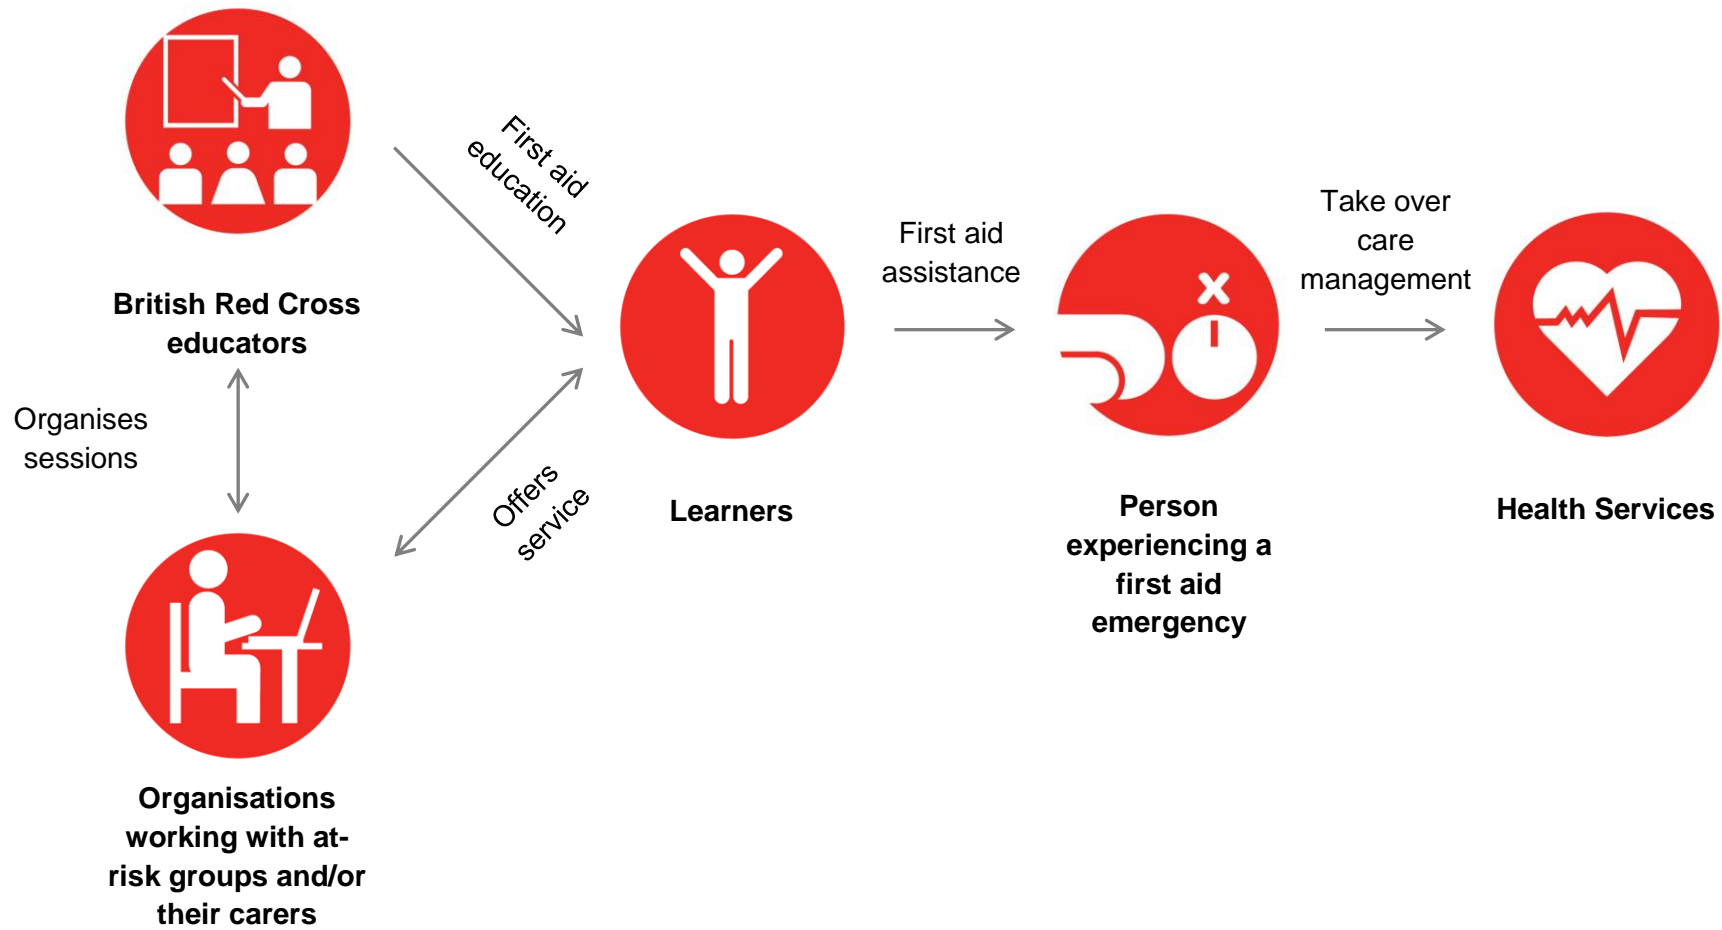 First aid
education
British Red Cross
educators
Organises
sessions
Offers
service
Organisations
working with at-
risk groups and/or
their carers
Learners
First aid
assistance
Person
experiencing a
first aid
emergency
Take over
care
management
Health Services